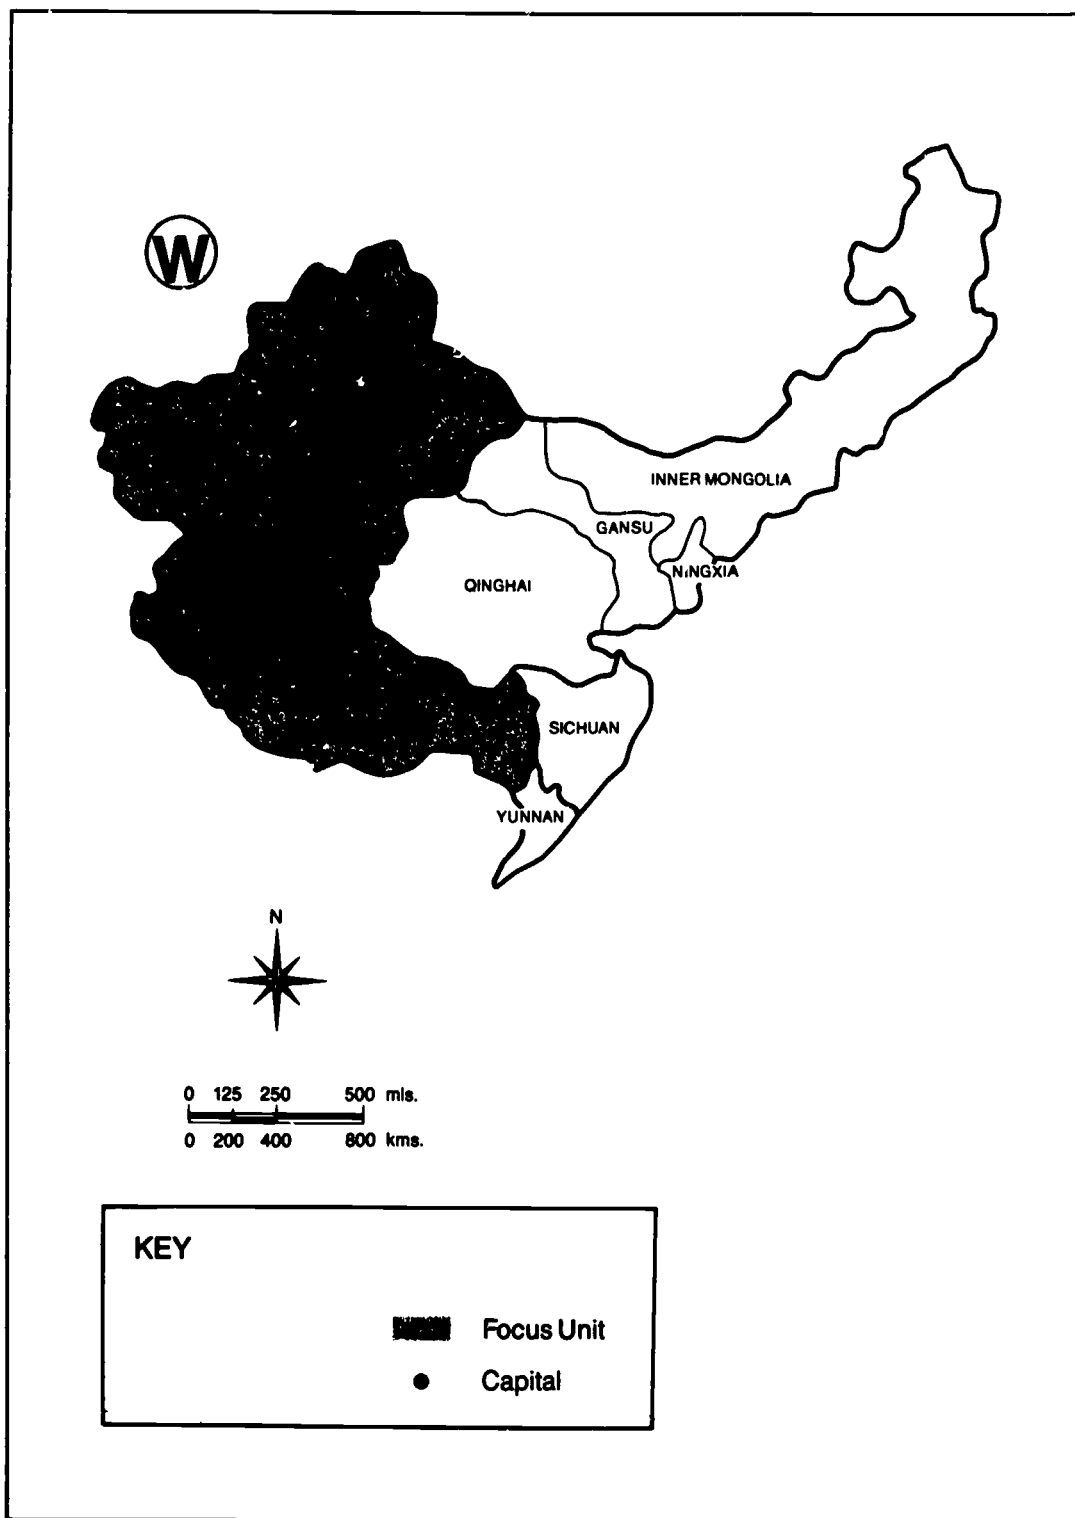 W
INNER MONGOLIA
GANSU
NINGXIA
QINGHAI
SICHUAN
YUNNAN
N
0 125 250 500 mls.
0 200 400 800 kms.
KEY
Focus Unit
Capital